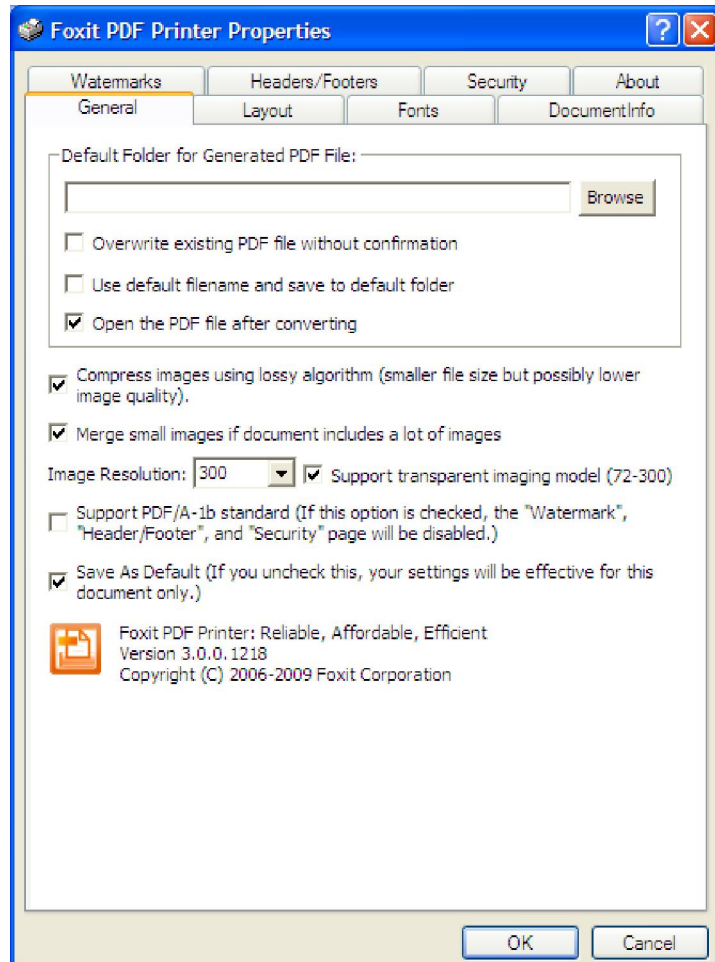 Foxit PDF Printer Properties
Watermarks Headers/Footers Security About
General Layout Fonts DocumentInfo
Default Folder for Generated PDF File:
Browse
Overwrite existing PDF file without confirmation
Use default filename and save to default folder
Open the PDF file after converting
Compress images using lossy algorithm (smaller file size but possibly lower
image quality).
Merge small images if document includes a lot of images
Image Resolution: 300 Support transparent imaging model (72-300)
Support PDF/A-1b standard (If this option is checked, the "Watermark",
"Header/Footer", and "Security" page will be disabled.)
Save As Default (If you uncheck this, your settings will be effective for this
document only.)
Foxit PDF Printer: Reliable, Affordable, Efficient
Version 3.0.0.1218
Copyright (C) 2006-2009 Foxit Corporation
OK Cancel